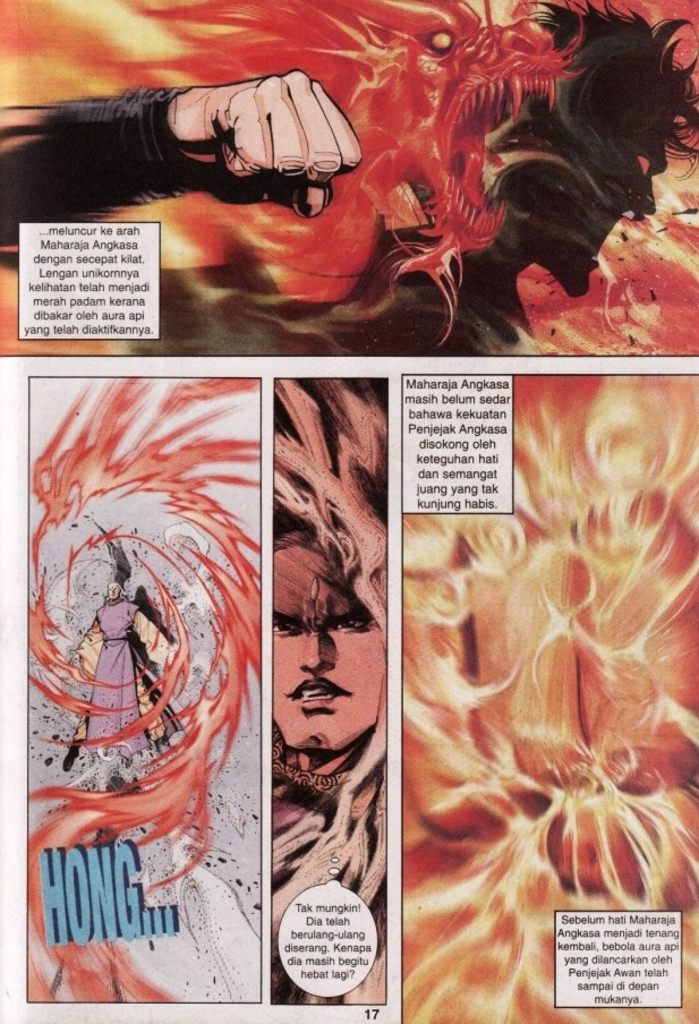 ...meluncur ke arah
Maharaja Angkasa
dengan secepat kilat.
Lengan unikornnya
kelihatan telah menjadi
merah padam kerana
dibakar oleh aura api
yang telah diaktifkannya.
HONG....
Tak mungkin!
Dia telah
berulang-ulang
diserang. Kenapa
dia masih begitu
hebat lagi?
Maharaja Angkasa
masih belum sedar
bahawa kekuatan
Penjejak Angkasa
disokong oleh
keteguhan hati
dan semangat
juang yang tak
kunjung habis.
Sebelum hati Maharaja
Angkasa menjadi tenang
kembali, bebola aura api
yang dilancarkan oleh
Penjejak Awan telah
sampai di depan
mukanya.
17